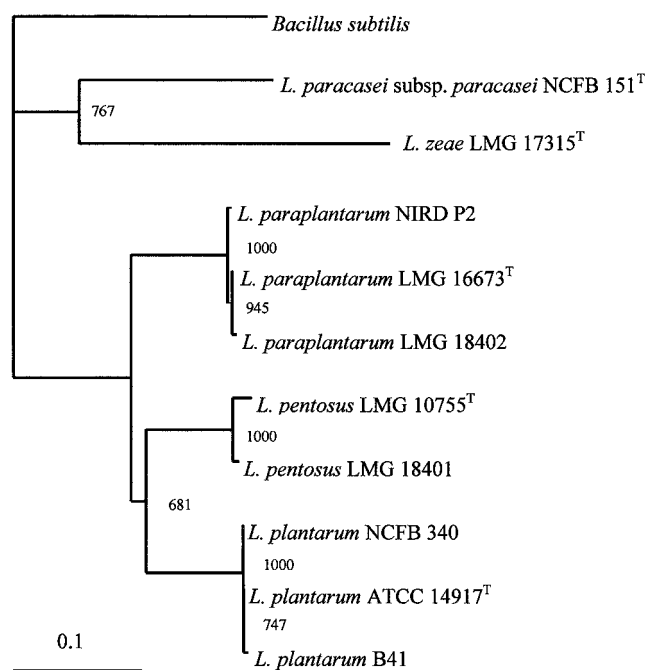 Bacillus subtilis
L. paracasei subsp. paracasei NCFB 151ᵀ
767
L. zeae LMG 17315ᵀ
L. paraplantarum NIRD P2
1000
L. paraplantarum LMG 16673ᵀ
945
L. paraplantarum LMG 18402
L. pentosus LMG 10755ᵀ
1000
L. pentosus LMG 18401
681
L. plantarum NCFB 340
1000
L. plantarum ATCC 14917ᵀ
747
0.1
L. plantarum B41